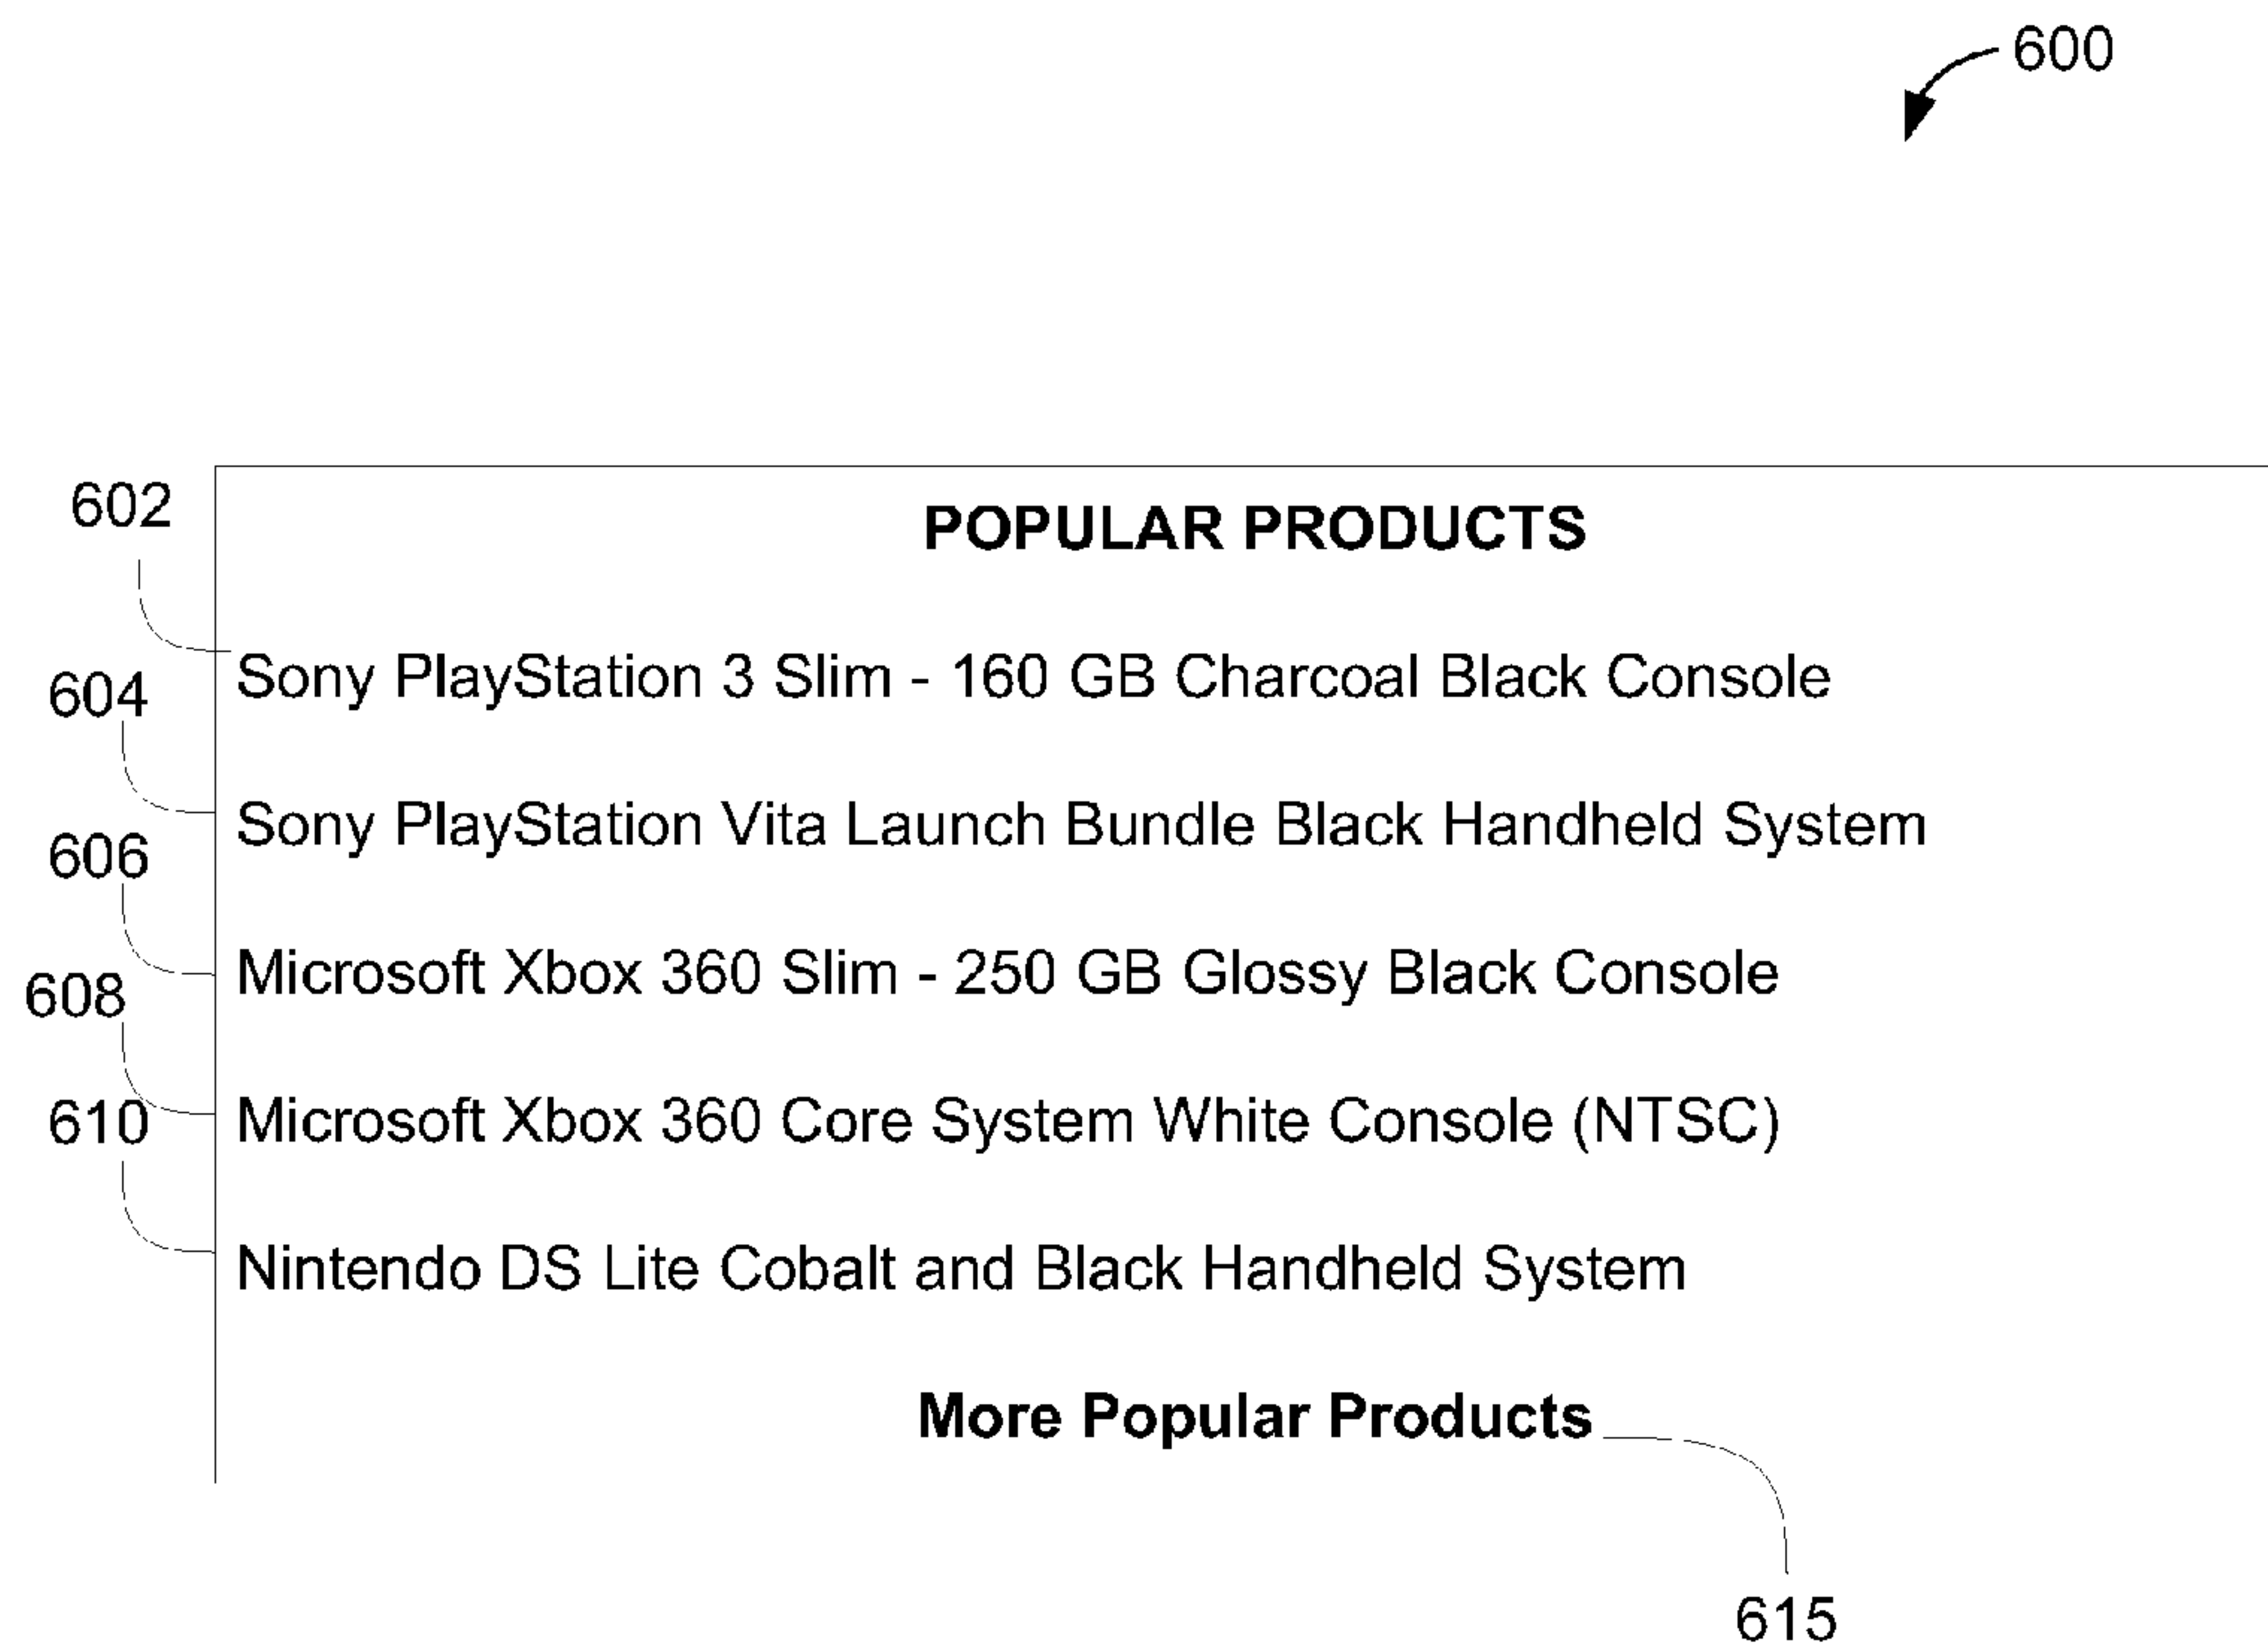 600
602
POPULAR PRODUCTS
Sony PlayStation 3 Slim - 160 GB Charcoal Black Console
604
Sony PlayStation Vita Launch Bundle Black Handheld System
606
Microsoft Xbox 360 Slim - 250 GB Glossy Black Console
608
Microsoft Xbox 360 Core System White Console (NTSC)
610
Nintendo DS Lite Cobalt and Black Handheld System
More Popular Products
615